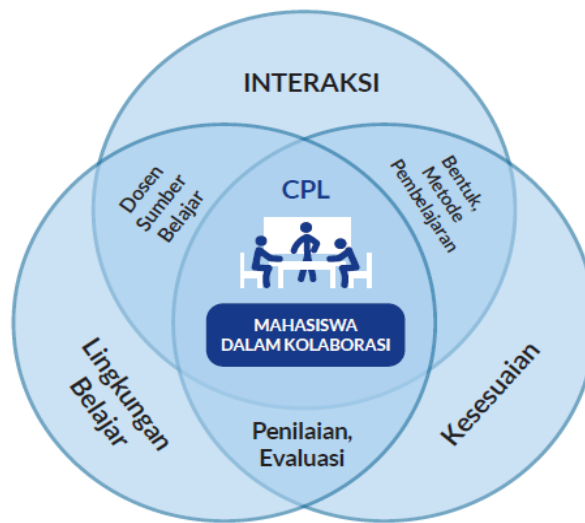 INTERAKSI
Dosen
Sumber
Belajar
Bentuk,
Metode
Pembelajaran
CPL
MAHASISWA
DALAM KOLABORASI
Lingkungan
Belajar
Kesesuaian
Penilaian,
Evaluasi